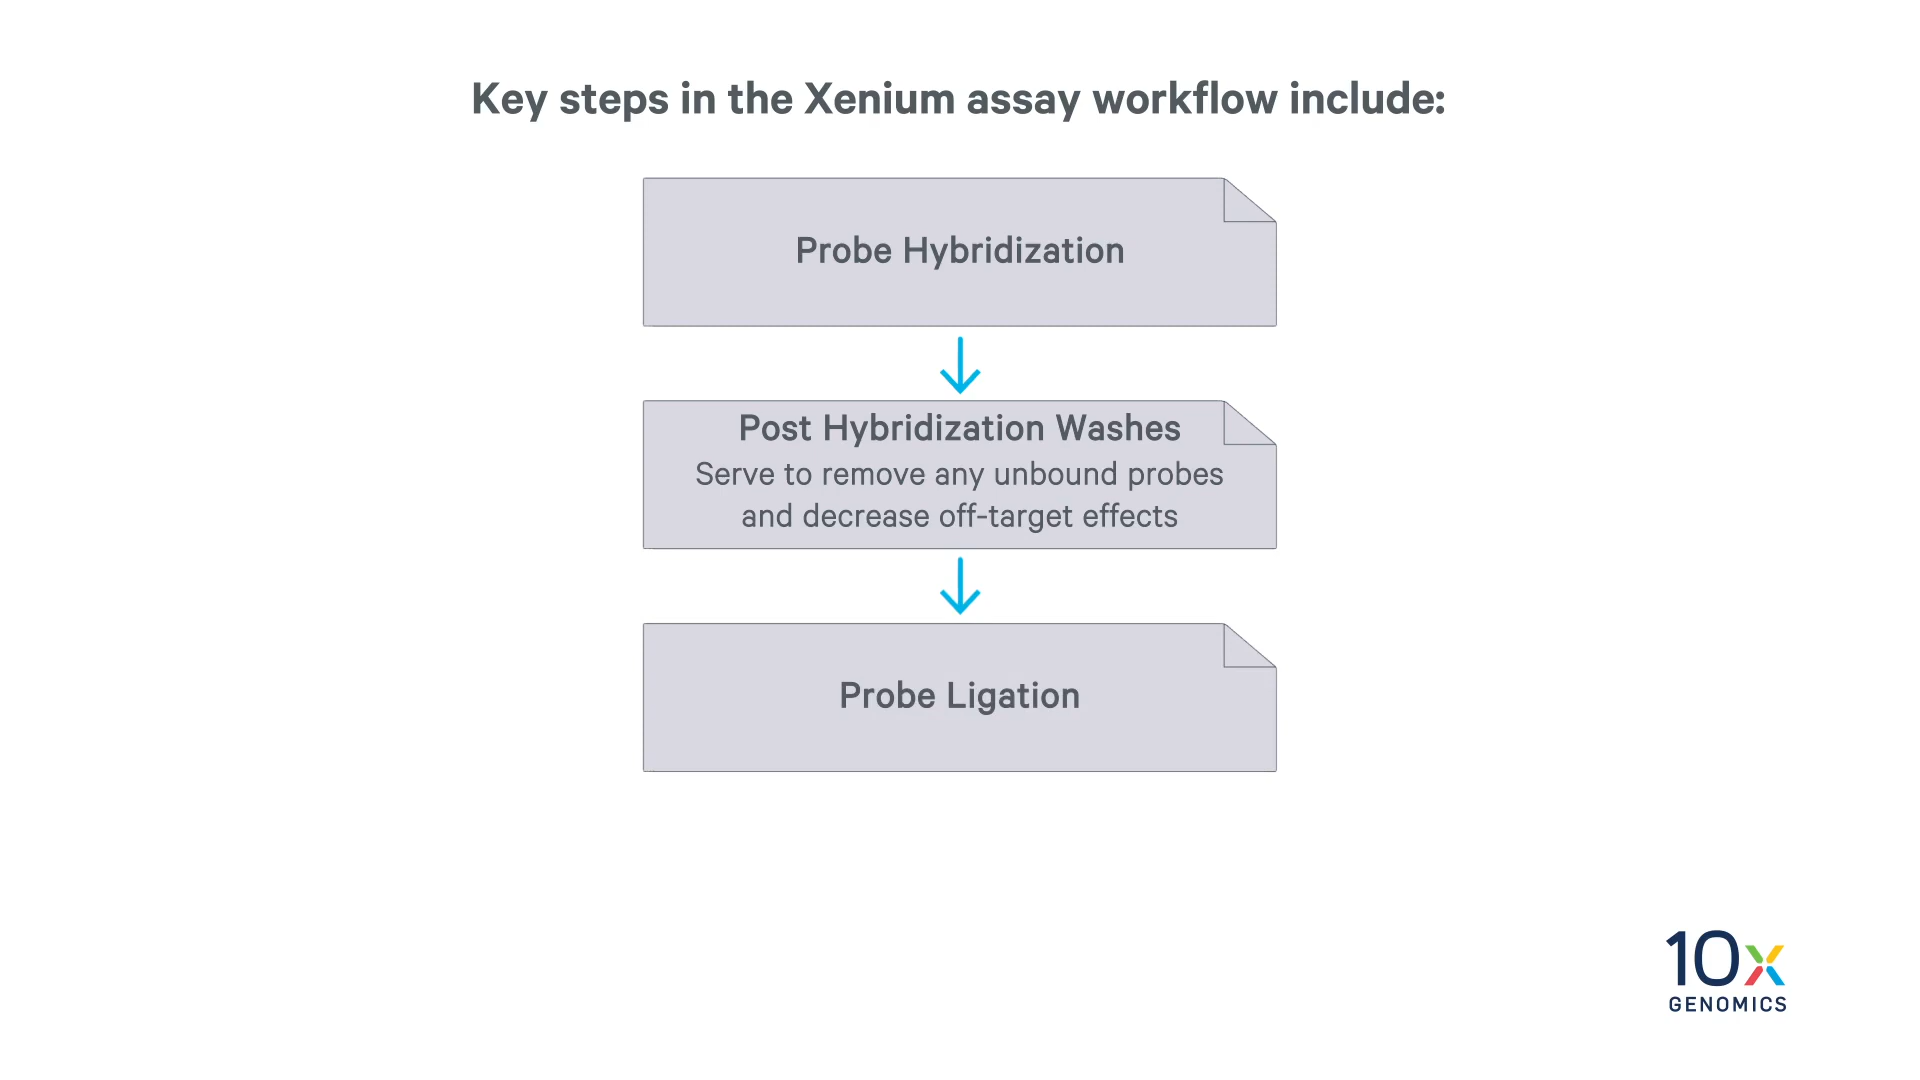 Key steps in the Xenium assay workflow include:
Probe Hybridization
Post Hybridization Washes
Serve to remove any unbound probes
and decrease off-target effects
Probe Ligation
10x
GENOMICS